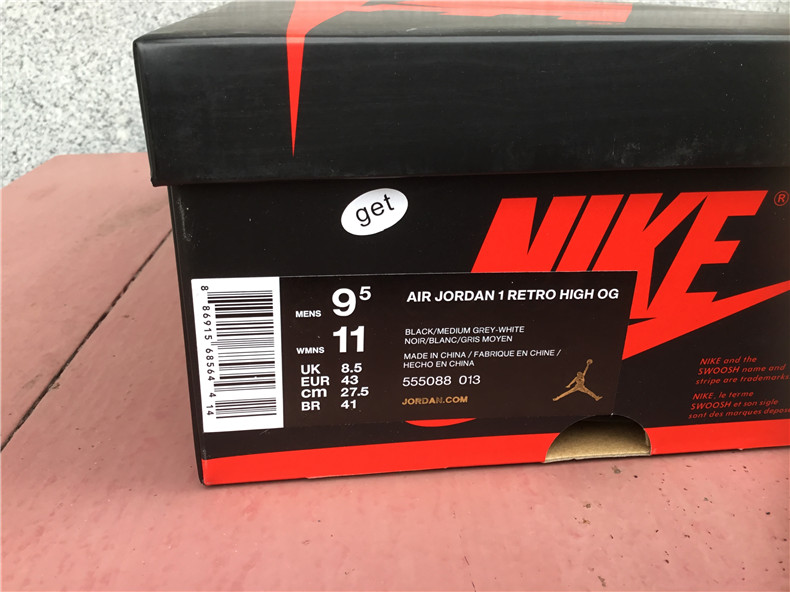 get
NIKE®
8 86915 68564 4 14
MENS 9⁵
WMNS 11
UK 8.5
EUR 43
cm 27.5
BR 41
AIR JORDAN 1 RETRO HIGH OG
BLACK/MEDIUM GREY-WHITE
NOIR/BLANC/GRIS MOYEN
MADE IN CHINA / FABRIQUE EN CHINE /
HECHO EN CHINA
555088 013
JORDAN.COM
NIKE and the
SWOOSH name and
stripe are trademarks
NIKE, le terme
SWOOSH et son sigle
sont des marques